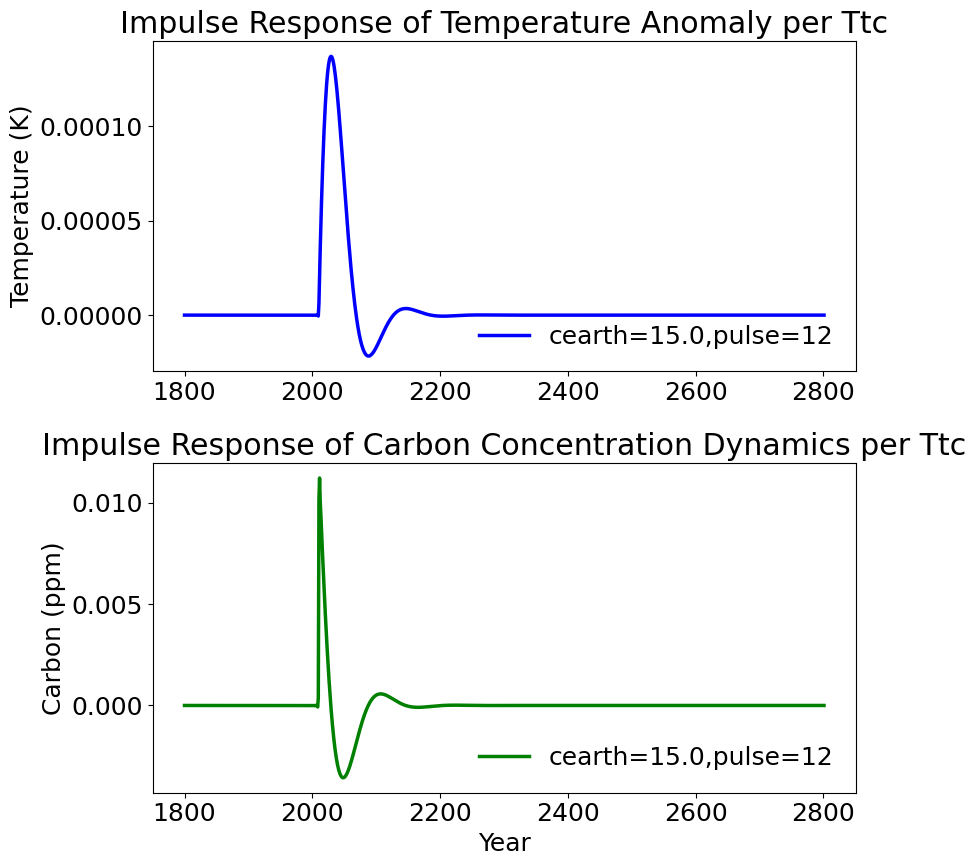 Impulse Response of Temperature Anomaly per Ttc
Temperature (K)
0.00010
0.00005
0.00000
cearth=15.0,pulse=12
1800 2000 2200 2400 2600 2800
Impulse Response of Carbon Concentration Dynamics per Ttc
Carbon (ppm)
0.010
0.005
0.000
cearth=15.0,pulse=12
1800 2000 2200 2400 2600 2800
Year